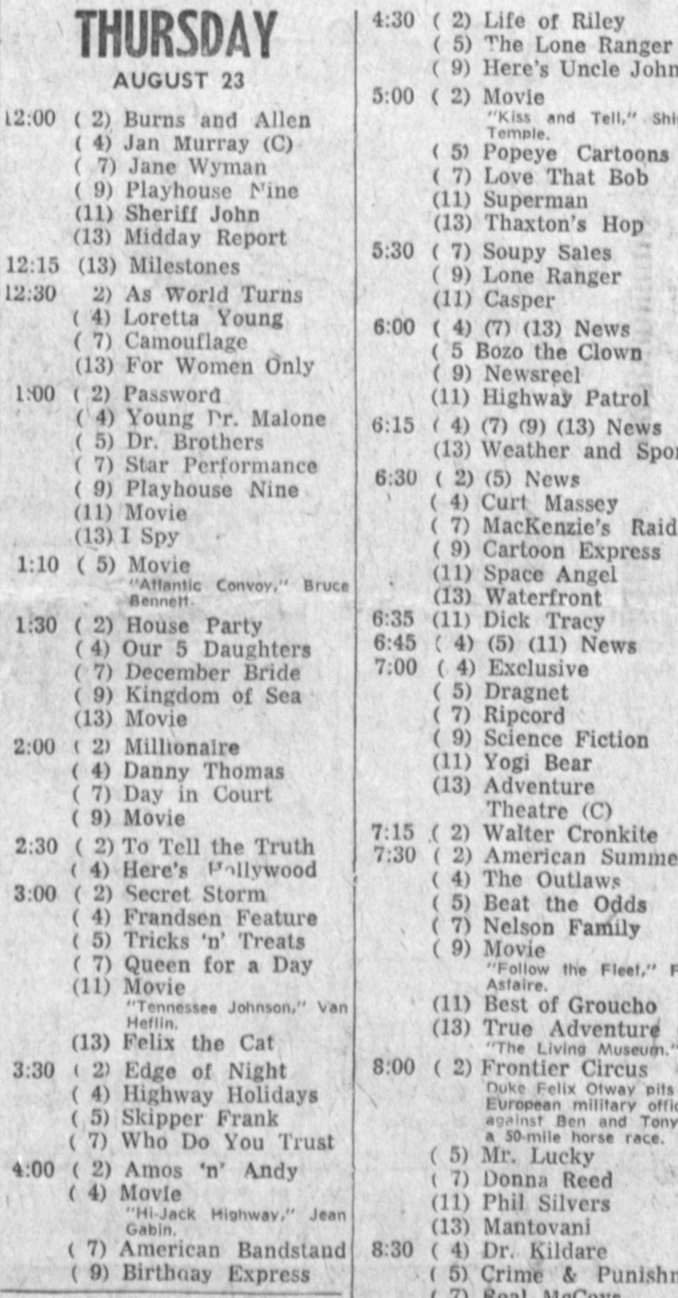 THURSDAY
AUGUST 23
12:00 ( 2) Burns and Allen
( 4) Jan Murray (C)
( 7) Jane Wyman
( 9) Playhouse Nine
(11) Sheriff John
(13) Midday Report
12:15 (13) Milestones
12:30 2) As World Turns
( 4) Loretta Young
( 7) Camouflage
(13) For Women Only
1:00 ( 2) Password
( 4) Young Dr. Malone
( 5) Dr. Brothers
( 7) Star Performance
( 9) Playhouse Nine
(11) Movie
(13) I Spy
1:10 ( 5) Movie
"Atlantic Convoy," Bruce
Bennett.
1:30 ( 2) House Party
( 4) Our 5 Daughters
( 7) December Bride
( 9) Kingdom of Sea
(13) Movie
2:00 ( 2) Millionaire
( 4) Danny Thomas
( 7) Day in Court
( 9) Movie
2:30 ( 2) To Tell the Truth
( 4) Here's Hollywood
3:00 ( 2) Secret Storm
( 4) Frandsen Feature
( 5) Tricks 'n' Treats
( 7) Queen for a Day
(11) Movie
"Tennessee Johnson," Van
Heflin.
(13) Felix the Cat
3:30 ( 2) Edge of Night
( 4) Highway Holidays
( 5) Skipper Frank
( 7) Who Do You Trust
4:00 ( 2) Amos 'n' Andy
( 4) Movie
"Hi-Jack Highway," Jean
Gabin.
( 7) American Bandstand
( 9) Birthday Express
4:30 ( 2) Life of Riley
( 5) The Lone Ranger
( 9) Here's Uncle John
5:00 ( 2) Movie
"Kiss and Tell," Shi
Temple.
( 5) Popeye Cartoons
( 7) Love That Bob
(11) Superman
(13) Thaxton's Hop
5:30 ( 7) Soupy Sales
( 9) Lone Ranger
(11) Casper
6:00 ( 4) (7) (13) News
( 5 Bozo the Clown
( 9) Newsreel
(11) Highway Patrol
6:15 ( 4) (7) (9) (13) News
(13) Weather and Spo
6:30 ( 2) (5) News
( 4) Curt Massey
( 7) MacKenzie's Raid
( 9) Cartoon Express
(11) Space Angel
(13) Waterfront
6:35 (11) Dick Tracy
6:45 ( 4) (5) (11) News
7:00 ( 4) Exclusive
( 5) Dragnet
( 7) Ripcord
( 9) Science Fiction
(11) Yogi Bear
(13) Adventure
Theatre (C)
7:15 ( 2) Walter Cronkite
7:30 ( 2) American Summe
( 4) The Outlaws
( 5) Beat the Odds
( 7) Nelson Family
( 9) Movie
"Follow the Fleet," F
Astaire.
(11) Best of Groucho
(13) True Adventure
"The Living Museum."
8:00 ( 2) Frontier Circus
Duke Felix Otway pits
European military offic
against Ben and Tony
a 50-mile horse race.
( 5) Mr. Lucky
( 7) Donna Reed
(11) Phil Silvers
(13) Mantovani
8:30 ( 4) Dr. Kildare
( 5) Crime & Punishm
( 7) Real McCoys